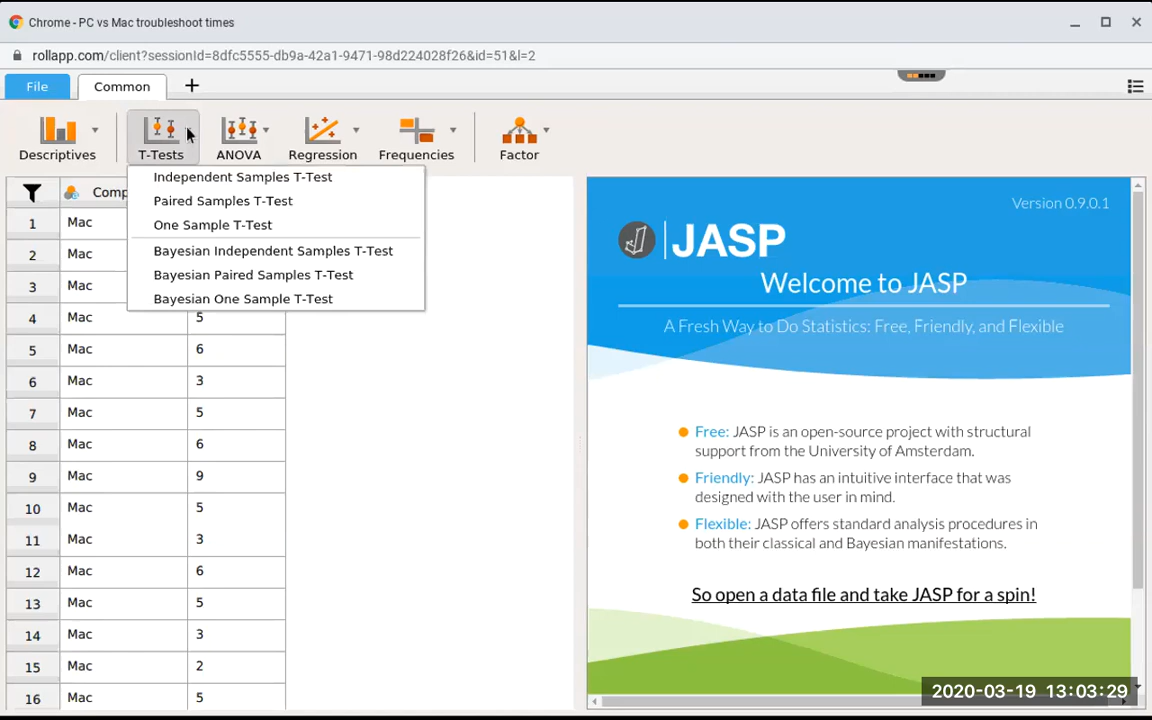 Chrome - PC vs Mac troubleshoot times
rollapp.com/client?sessionId=8dfc5555-db9a-42a1-9471-98d224028f26&id=51&l=2
File Common +
Descriptives T-Tests ANOVA Regression Frequencies Factor
Independent Samples T-Test
Paired Samples T-Test
One Sample T-Test
Bayesian Independent Samples T-Test
Bayesian Paired Samples T-Test
Bayesian One Sample T-Test
Comp
1 Mac
2 Mac
3 Mac
4 Mac 5
5 Mac 6
6 Mac 3
7 Mac 5
8 Mac 6
9 Mac 9
10 Mac 5
11 Mac 3
12 Mac 6
13 Mac 5
14 Mac 3
15 Mac 2
16 Mac 5
Version 0.9.0.1
JASP
Welcome to JASP
A Fresh Way to Do Statistics: Free, Friendly, and Flexible
Free: JASP is an open-source project with structural
support from the University of Amsterdam.
Friendly: JASP has an intuitive interface that was
designed with the user in mind.
Flexible: JASP offers standard analysis procedures in
both their classical and Bayesian manifestations.
So open a data file and take JASP for a spin!
2020-03-19 13:03:29